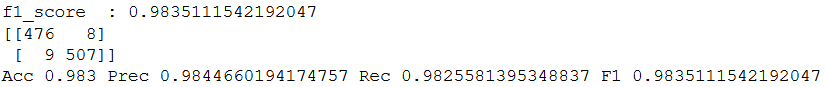 f1_score  : 0.9835111542192047
[[476   8]
 [  9 507]]
Acc 0.983 Prec 0.9844660194174757 Rec 0.9825581395348837 F1 0.9835111542192047